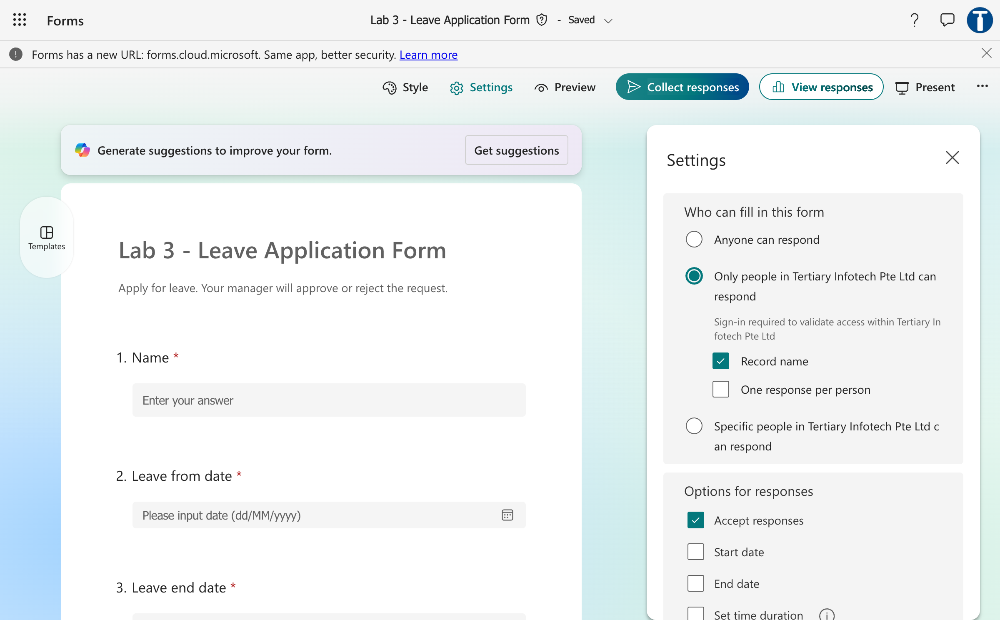 Forms
Lab 3 - Leave Application Form - Saved
Forms has a new URL: forms.cloud.microsoft. Same app, better security. Learn more
Style
Settings
Preview
Collect responses
View responses
Present
Generate suggestions to improve your form.
Get suggestions
Templates
Lab 3 - Leave Application Form
Apply for leave. Your manager will approve or reject the request.
1. Name *
Enter your answer
2. Leave from date *
Please input date (dd/MM/yyyy)
3. Leave end date *
Settings
Who can fill in this form
Anyone can respond
Only people in Tertiary Infotech Pte Ltd can
respond
Sign-in required to validate access within Tertiary In
fotech Pte Ltd
Record name
One response per person
Specific people in Tertiary Infotech Pte Ltd c
an respond
Options for responses
Accept responses
Start date
End date
Set time duration